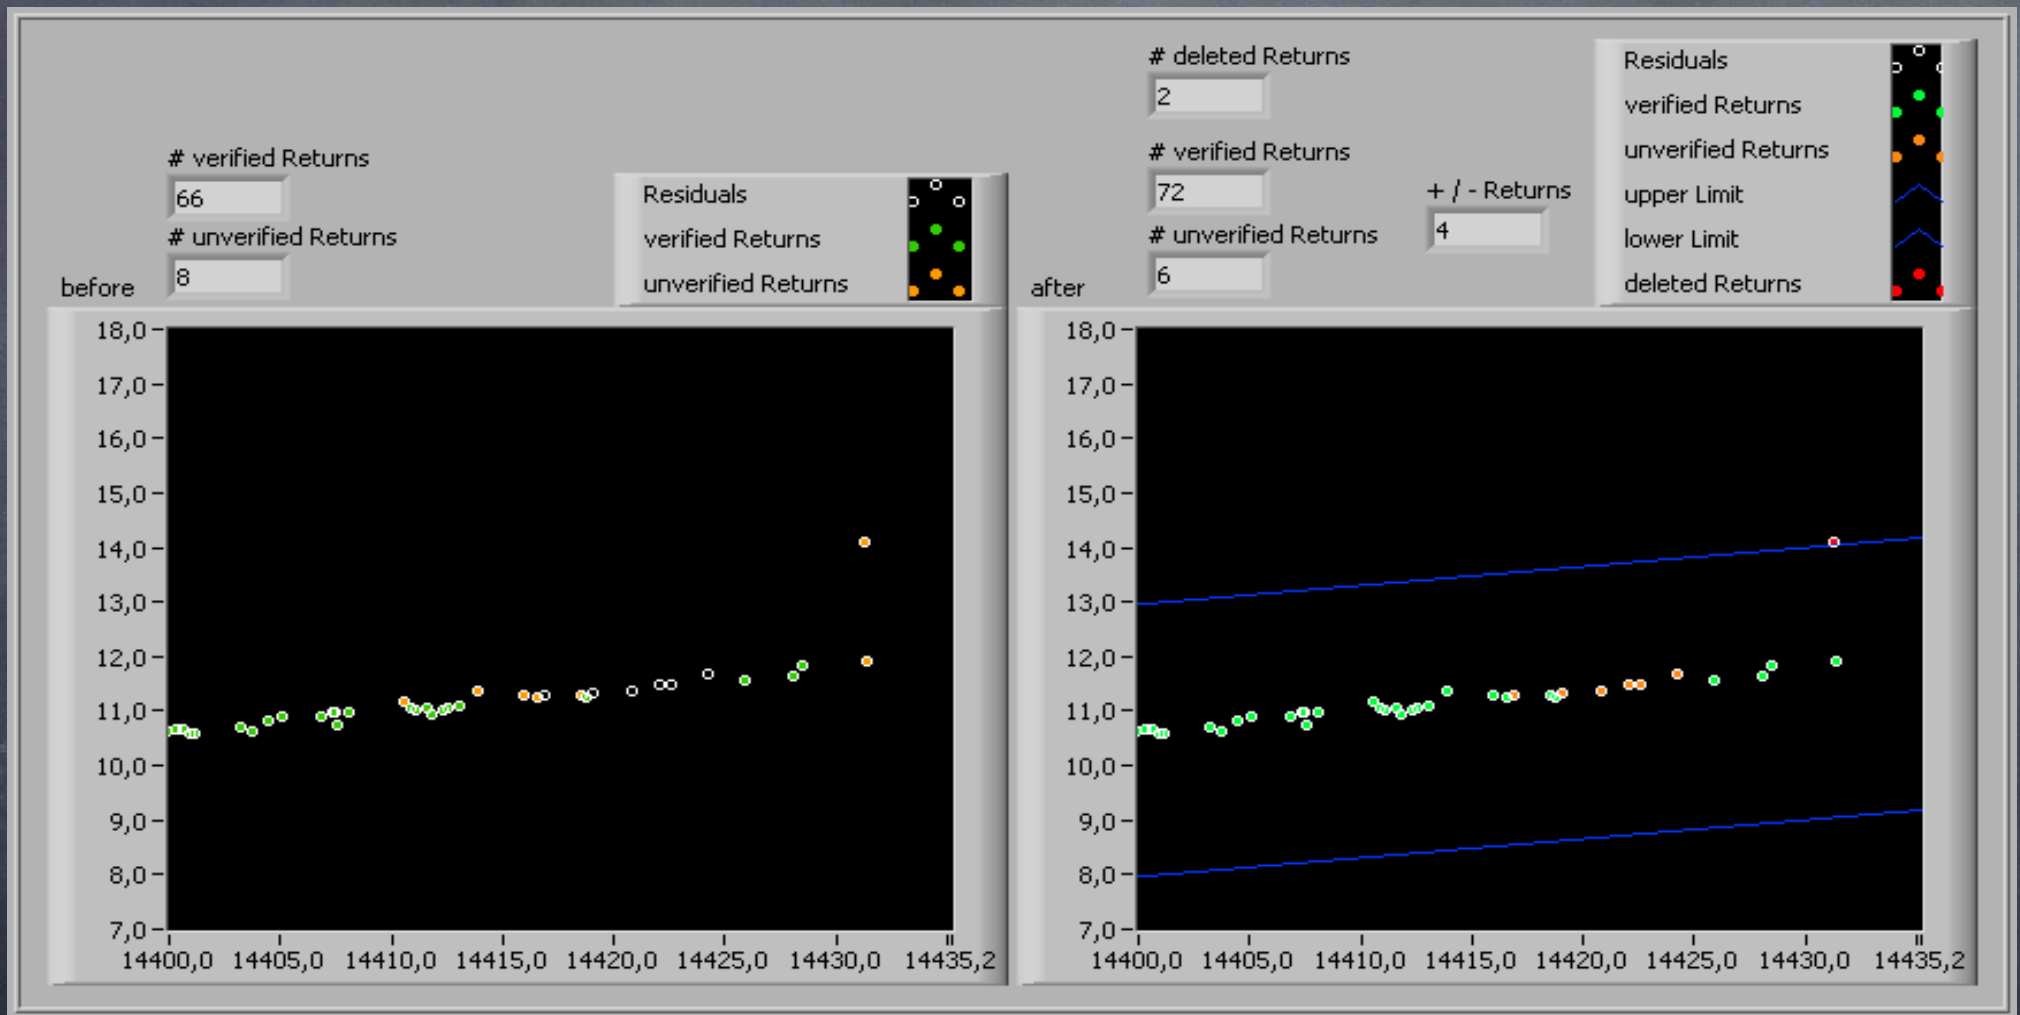 # verified Returns
66
# unverified Returns
8
before
Residuals
verified Returns
unverified Returns
18,0
17,0
16,0
15,0
14,0
13,0
12,0
11,0
10,0
9,0
8,0
7,0
14400,0 14405,0 14410,0 14415,0 14420,0 14425,0 14430,0 14435,2
# deleted Returns
2
# verified Returns
72
# unverified Returns
6
+ / - Returns
4
after
Residuals
verified Returns
unverified Returns
upper Limit
lower Limit
deleted Returns
18,0
17,0
16,0
15,0
14,0
13,0
12,0
11,0
10,0
9,0
8,0
7,0
14400,0 14405,0 14410,0 14415,0 14420,0 14425,0 14430,0 14435,2